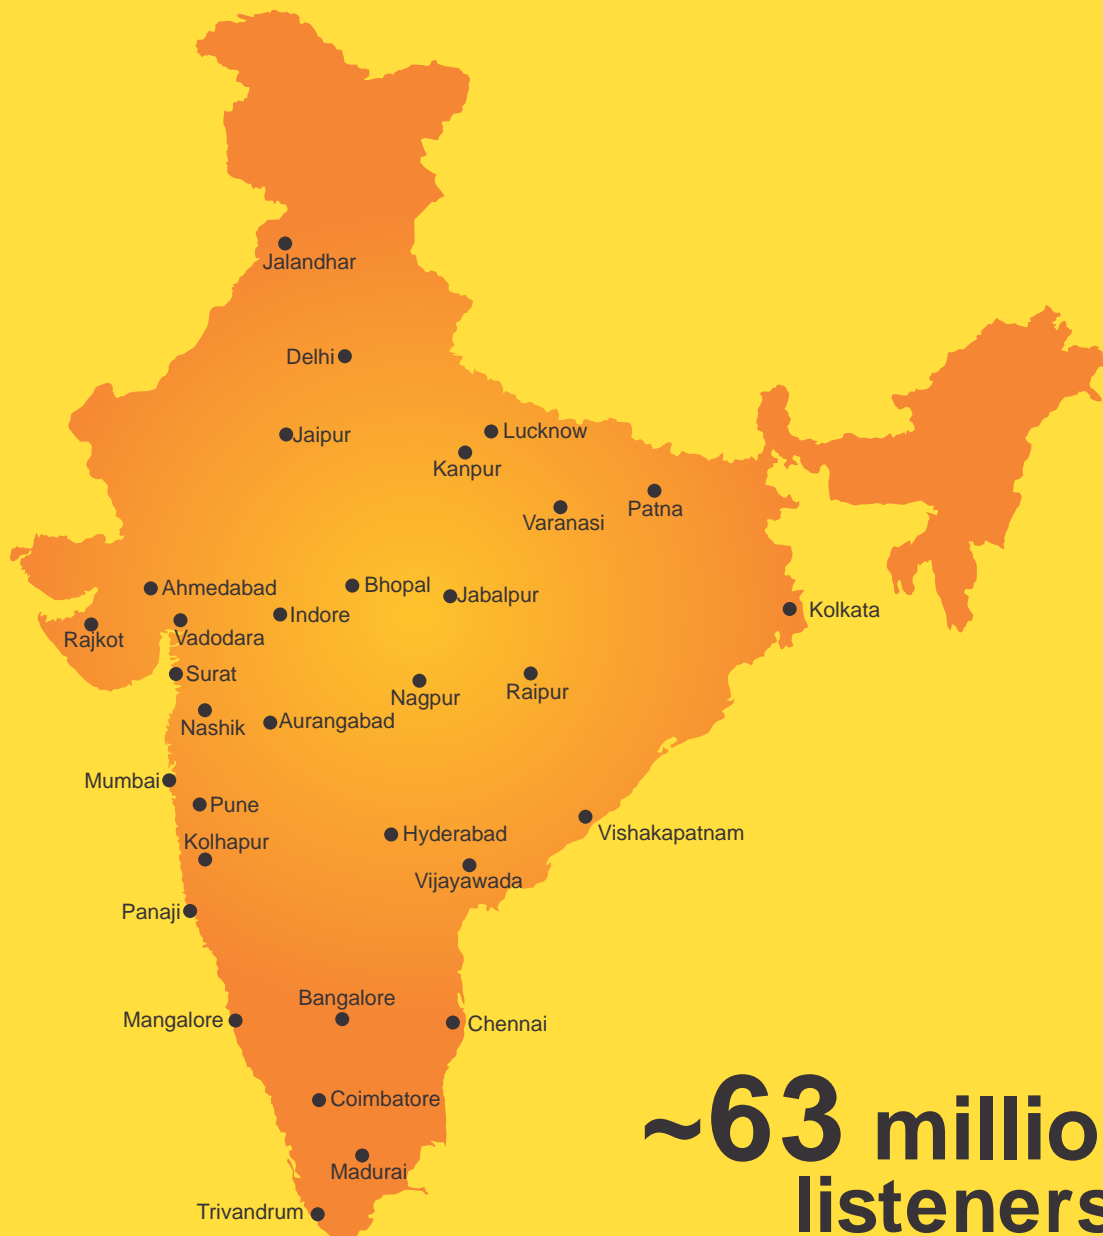 Jalandhar
Delhi
Jaipur
Lucknow
Kanpur
Varanasi
Patna
Ahmedabad
Bhopal
Jabalpur
Indore
Kolkata
Rajkot
Vadodara
Surat
Nagpur
Raipur
Nashik
Aurangabad
Mumbai
Pune
Hyderabad
Vishakapatnam
Kolhapur
Vijayawada
Panaji
Bangalore
Mangalore
Chennai
Coimbatore
~63 millio
Madurai
listeners
Trivandrum